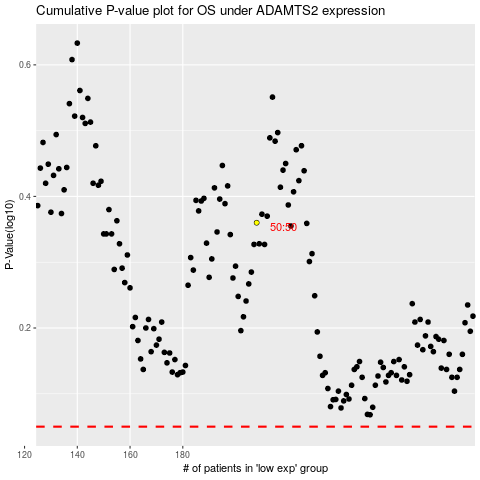 Cumulative P-value plot for OS under ADAMTS2 expression
P-Value(log10)
0.6
0.4
0.2
50:50
120 140 160 180
# of patients in 'low exp' group